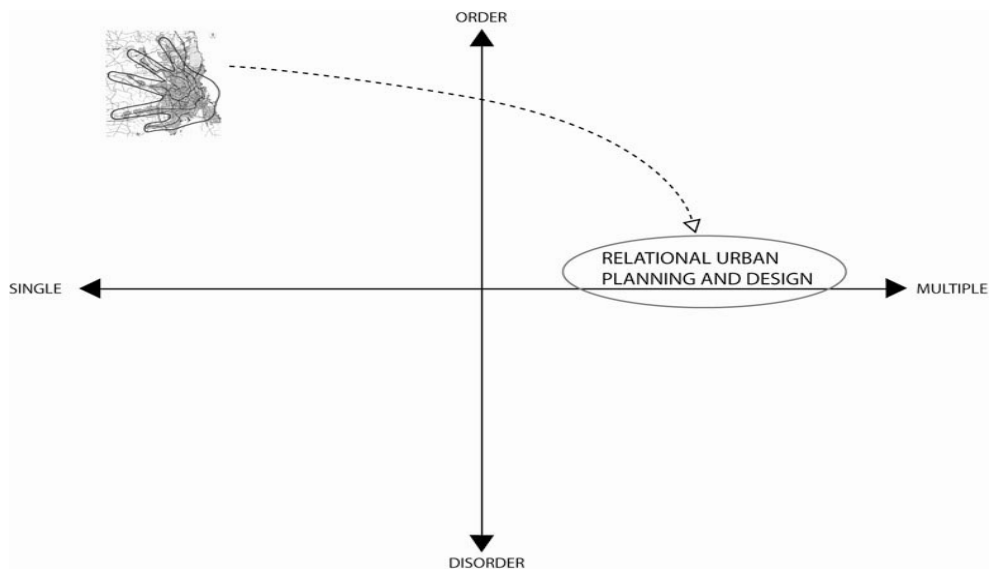 ORDER
RELATIONAL URBAN
PLANNING AND DESIGN
SINGLE
MULTIPLE
DISORDER